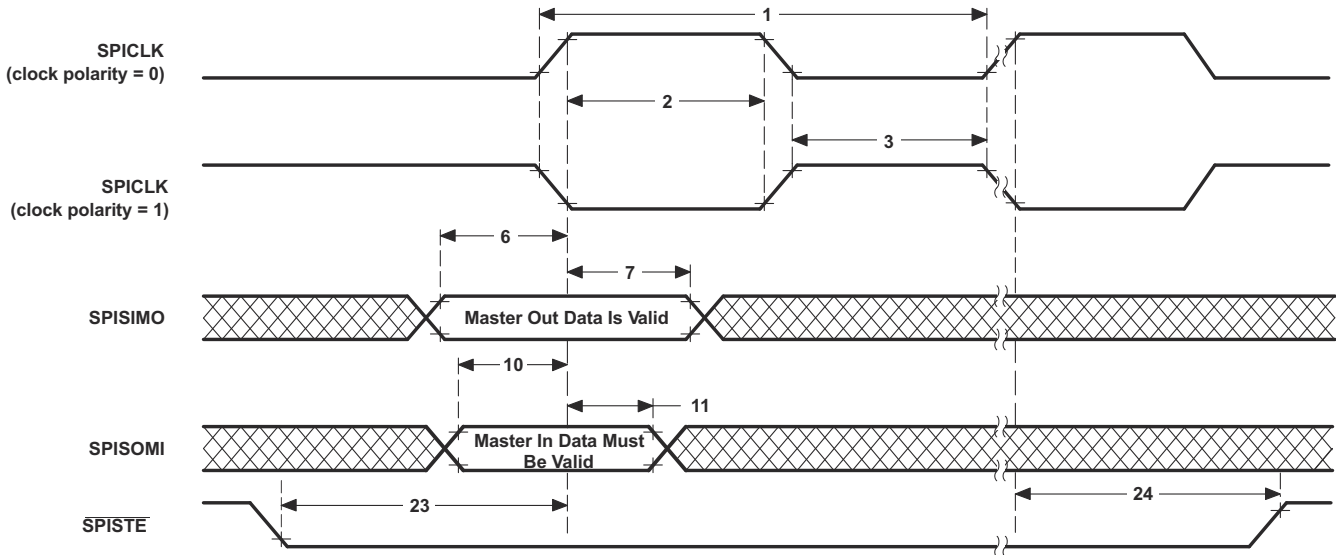 1
SPICLK
(clock polarity = 0)
2
3
SPICLK
(clock polarity = 1)
6
7
SPISIMO
Master Out Data Is Valid
10
11
SPISOMI
Master In Data Must
Be Valid
23
24
SPISTE